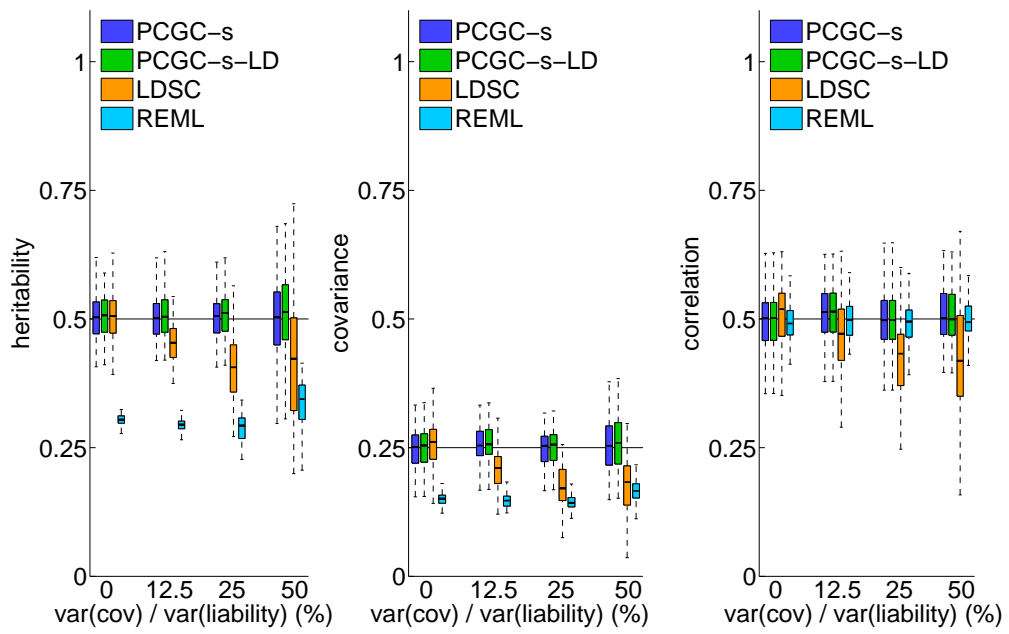 PCGC−s
PCGC−s−LD
LDSC
REML
1
0.75
0.5
0.25
0
heritability
0 12.5 25 50
var(cov) / var(liability) (%)
PCGC−s
PCGC−s−LD
LDSC
REML
1
0.75
0.5
0.25
0
covariance
0 12.5 25 50
var(cov) / var(liability) (%)
PCGC−s
PCGC−s−LD
LDSC
REML
1
0.75
0.5
0.25
0
correlation
0 12.5 25 50
var(cov) / var(liability) (%)